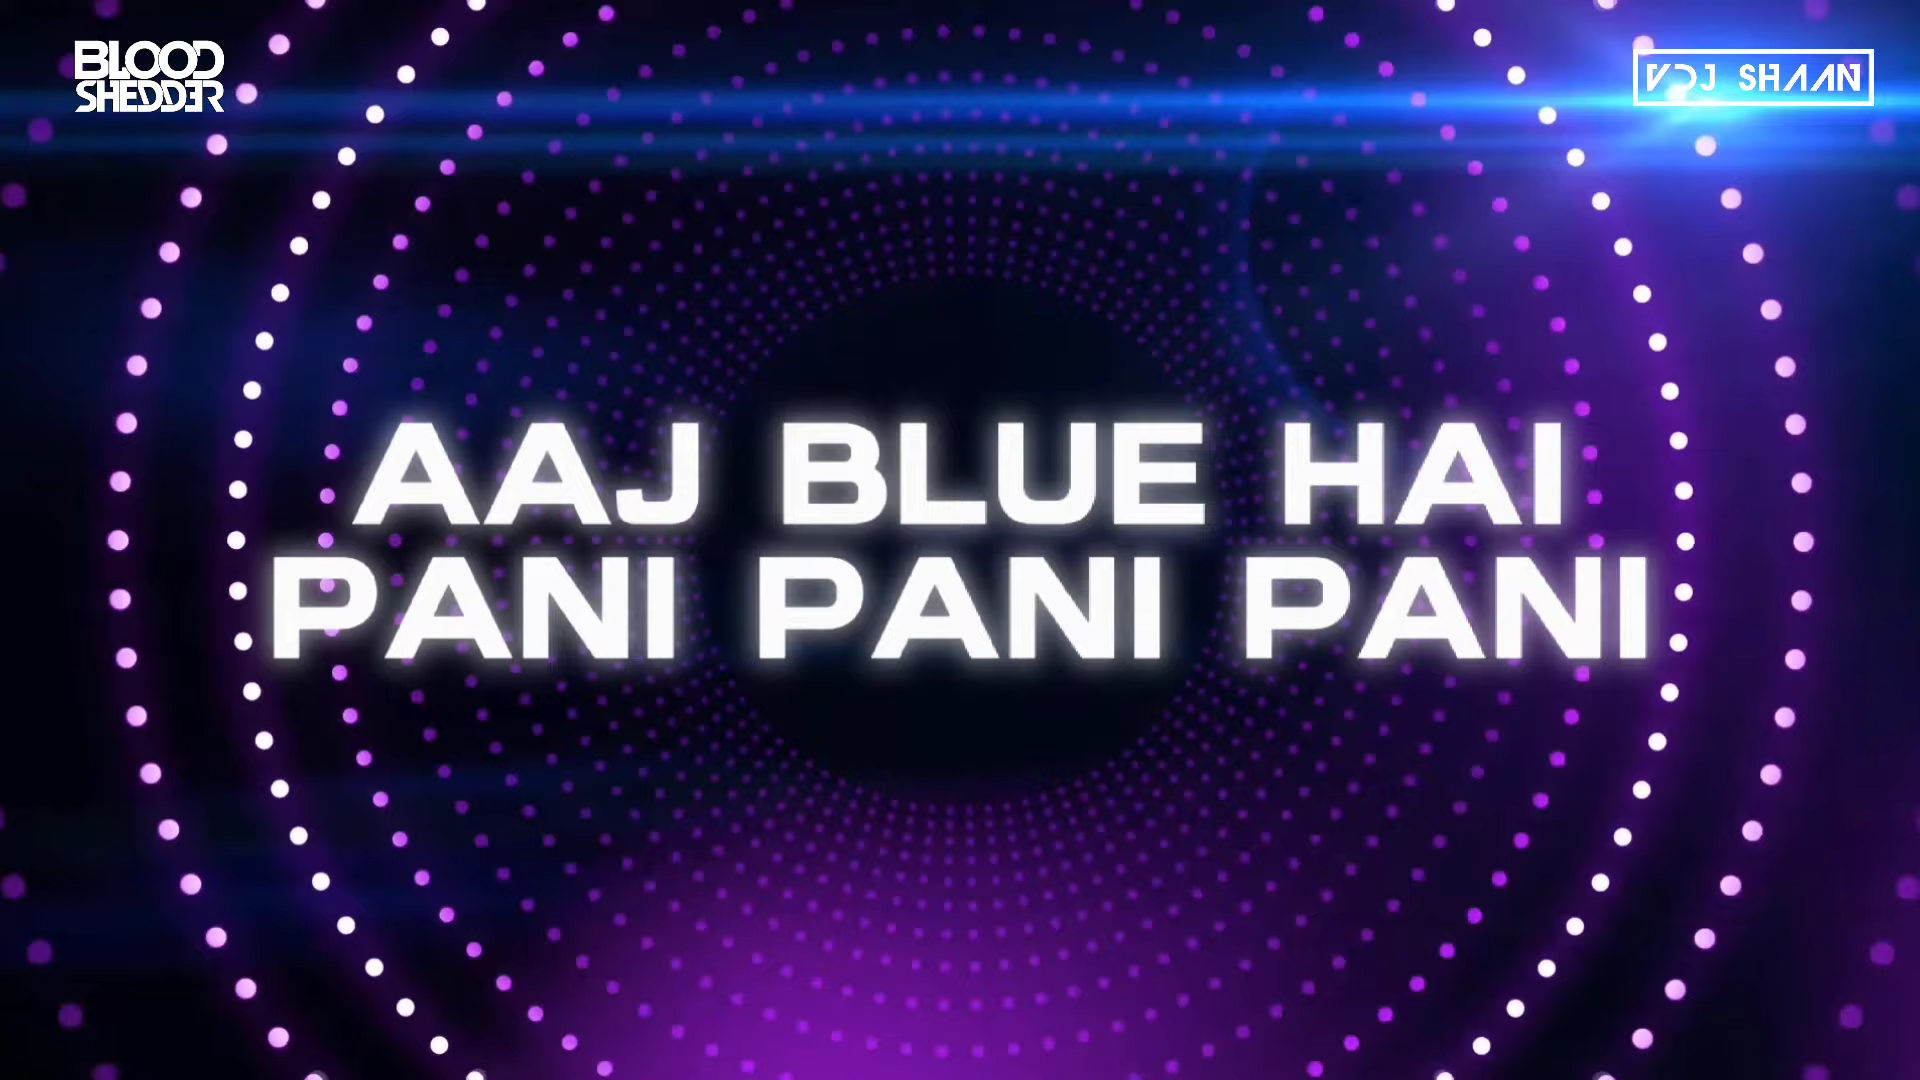 BLOOD
SHEDDER
VDJ SHAAN
AAJ BLUE HAI
PANI PANI PANI